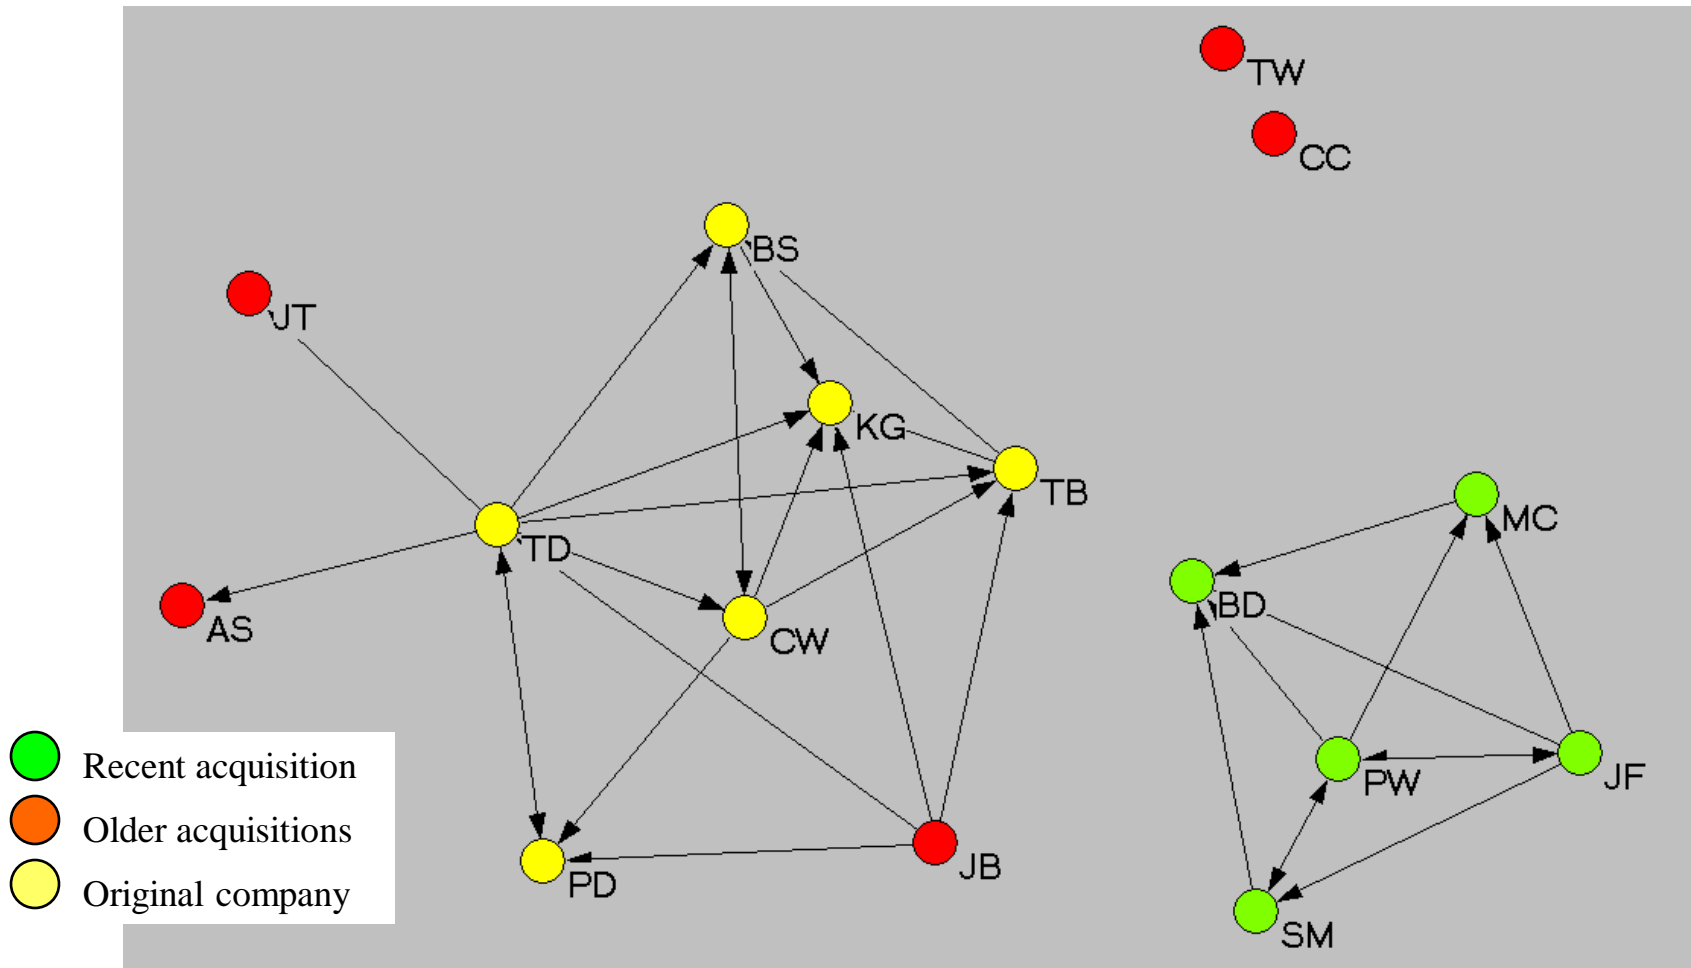 TW
CC
BS
JT
KG
TB
MC
TD
BD
AS
CW
Recent acquisition
PW
JF
Older acquisitions
JB
PD
Original company
SM